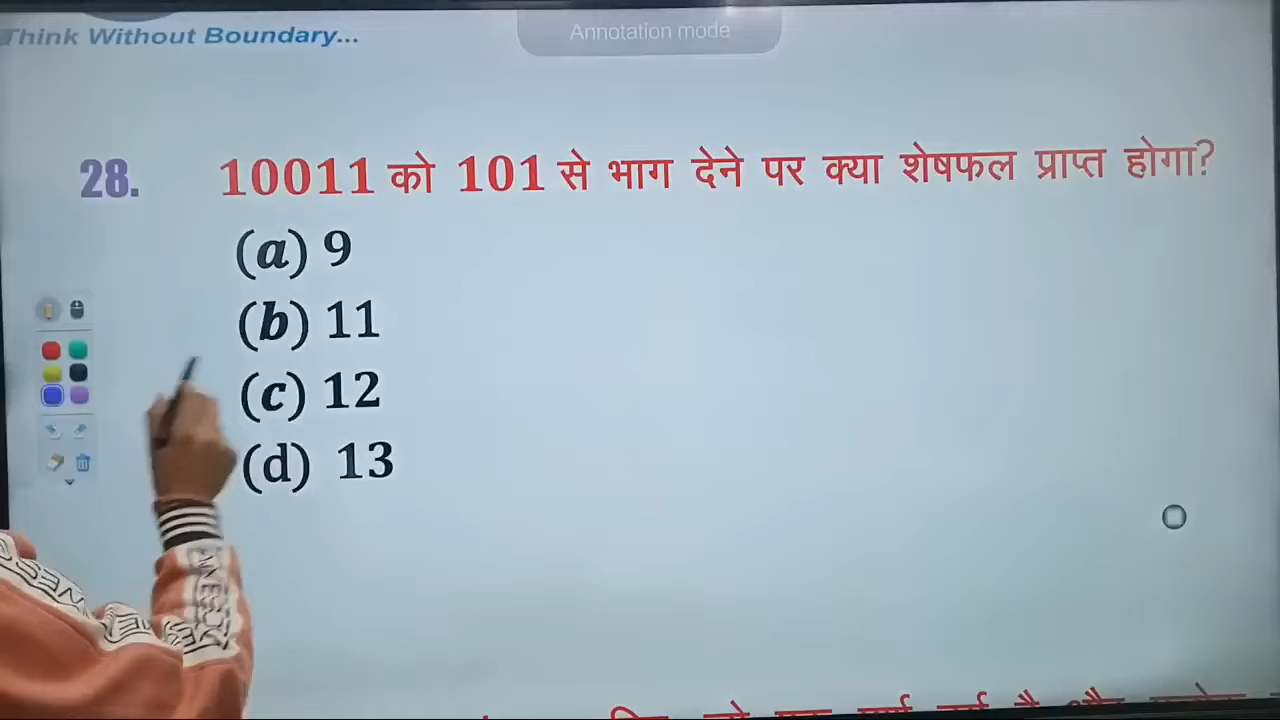 Think Without Boundary...
Annotation mode
28. 10011 को 101 से भाग देने पर क्या शेषफल प्राप्त होगा?
(a) 9
(b) 11
(c) 12
(d) 13